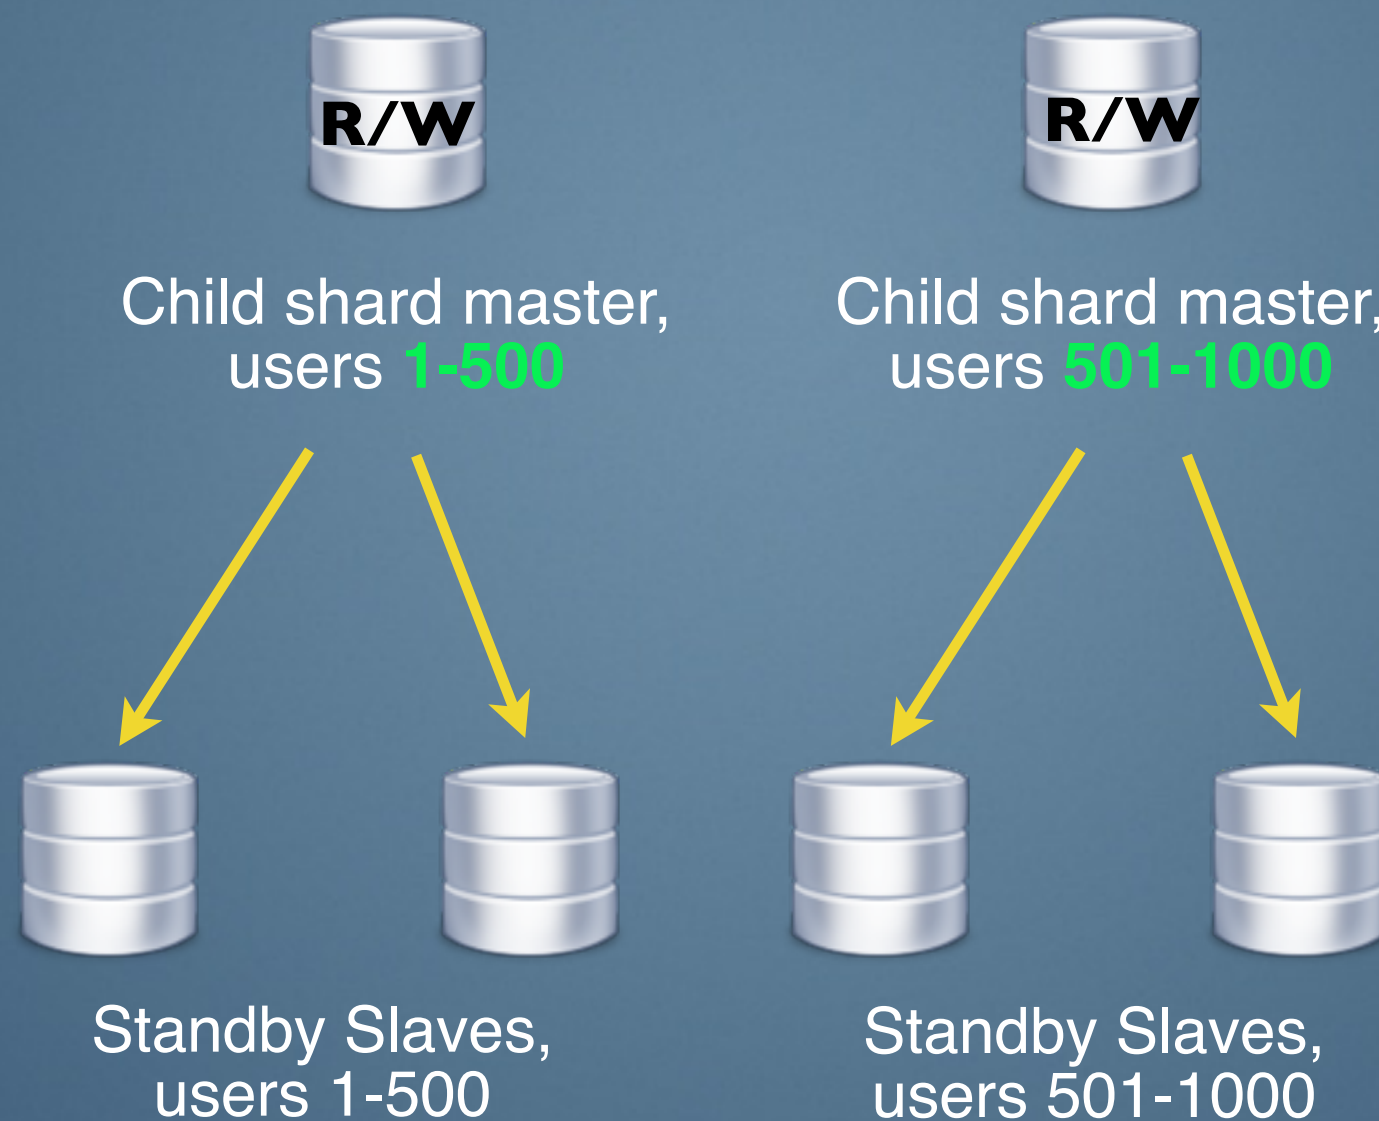 R/W
Child shard master,
users 1-500
R/W
Child shard master,
users 501-1000
Standby Slaves,
users 1-500
Standby Slaves,
users 501-1000